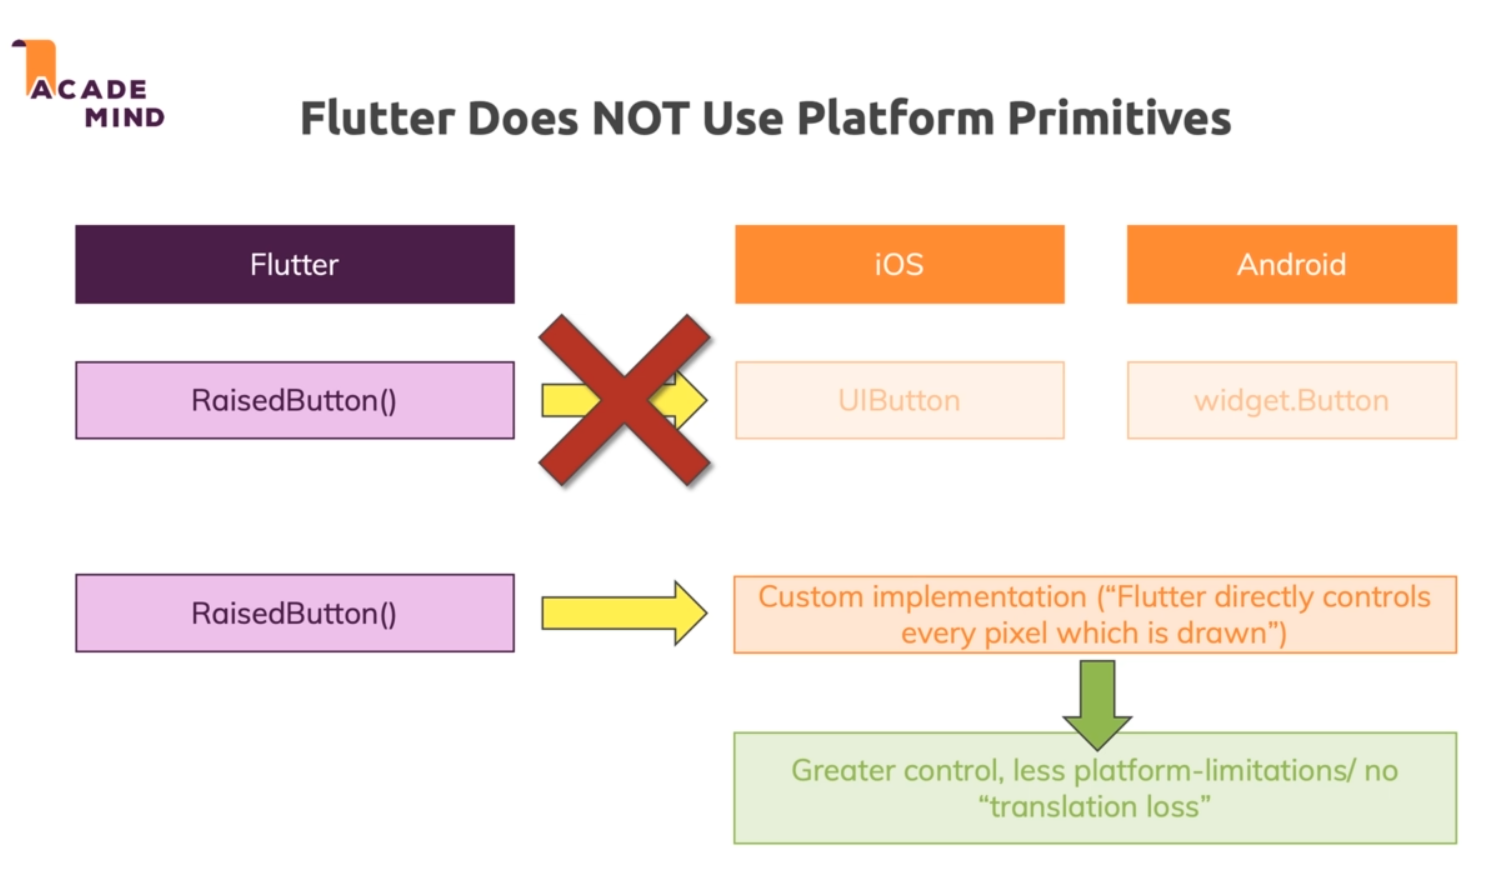 ACADE
MIND
Flutter Does NOT Use Platform Primitives
Flutter
iOS
Android
RaisedButton()
UIButton
widget.Button
RaisedButton()
Custom implementation (“Flutter directly controls
every pixel which is drawn”)
Greater control, less platform-limitations/ no
“translation loss”